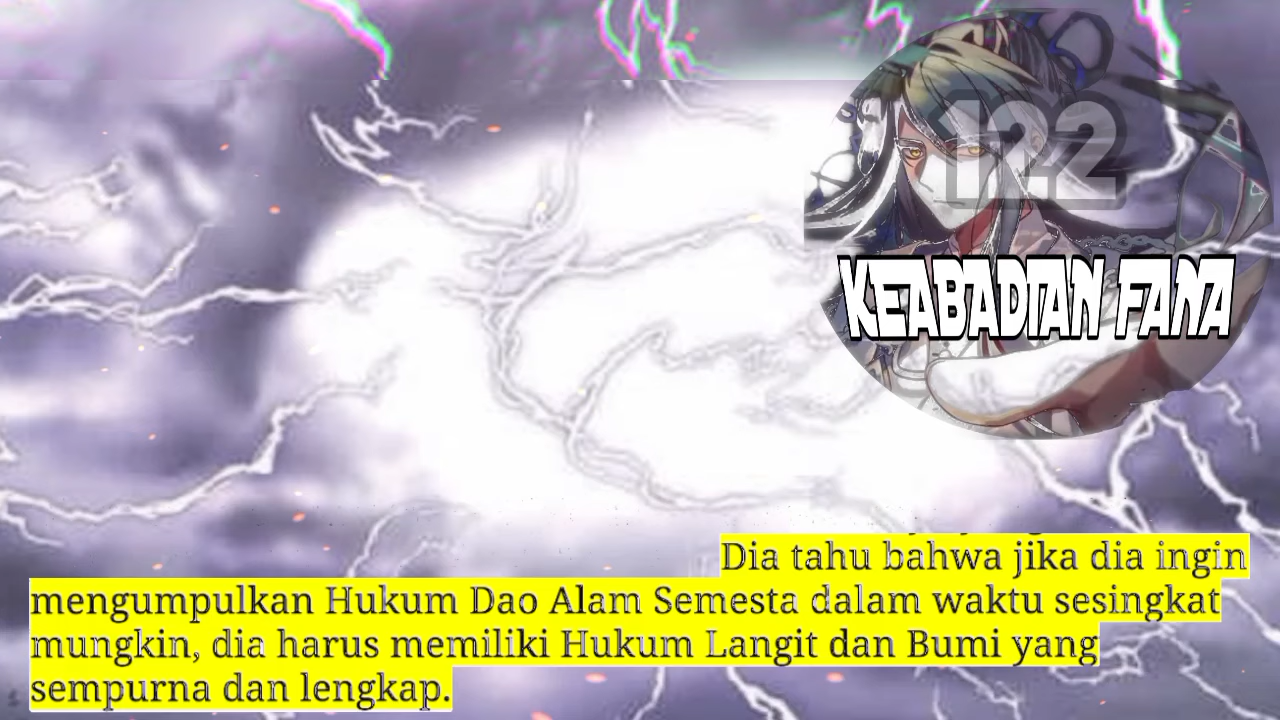 122
KEABADIAN FANA
Dia tahu bahwa jika dia ingin
mengumpulkan Hukum Dao Alam Semesta dalam waktu sesingkat
mungkin, dia harus memiliki Hukum Langit dan Bumi yang
sempurna dan lengkap.